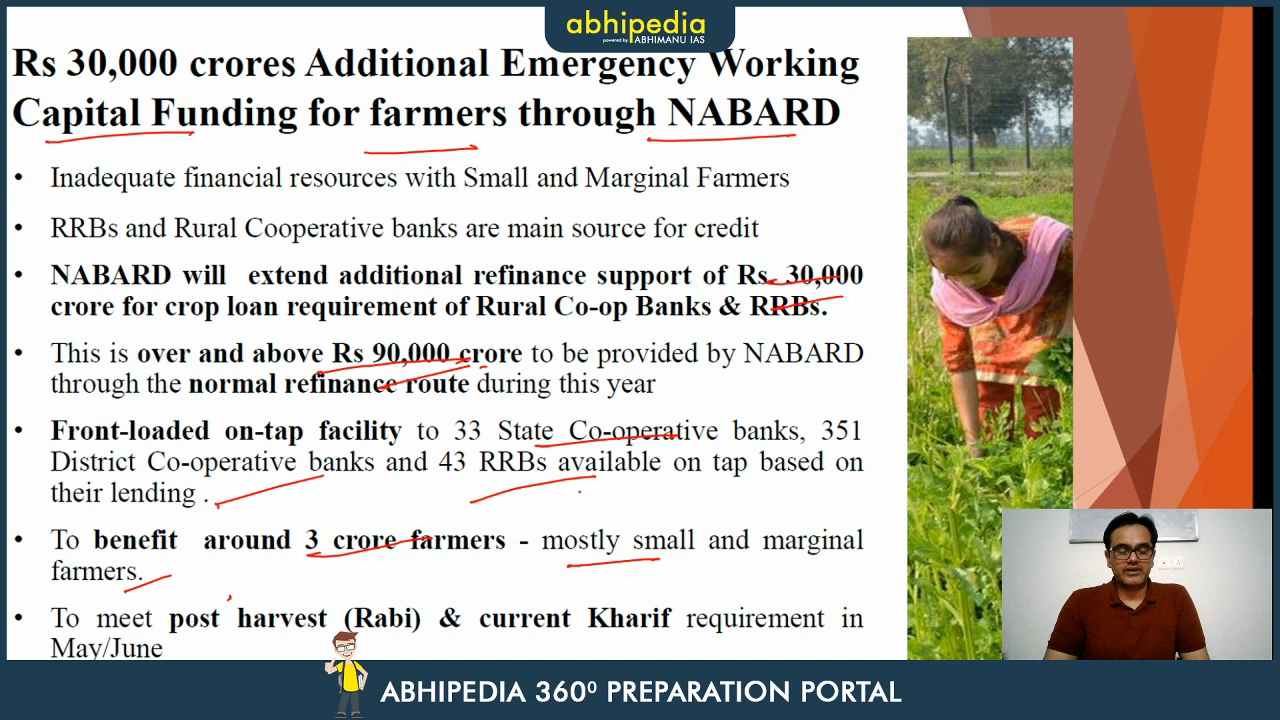 abhipedia
powered by ABHIMANU IAS
Rs 30,000 crores Additional Emergency Working
Capital Funding for farmers through NABARD
• Inadequate financial resources with Small and Marginal Farmers
• RRBs and Rural Cooperative banks are main source for credit
• NABARD will extend additional refinance support of Rs. 30,000
crore for crop loan requirement of Rural Co-op Banks & RRBs.
• This is over and above Rs 90,000 crore to be provided by NABARD
through the normal refinance route during this year
• Front-loaded on-tap facility to 33 State Co-operative banks, 351
District Co-operative banks and 43 RRBs available on tap based on
their lending .
• To benefit around 3 crore farmers - mostly small and marginal
farmers.
• To meet post harvest (Rabi) & current Kharif requirement in
May/June
ABHIPEDIA 360⁰ PREPARATION PORTAL